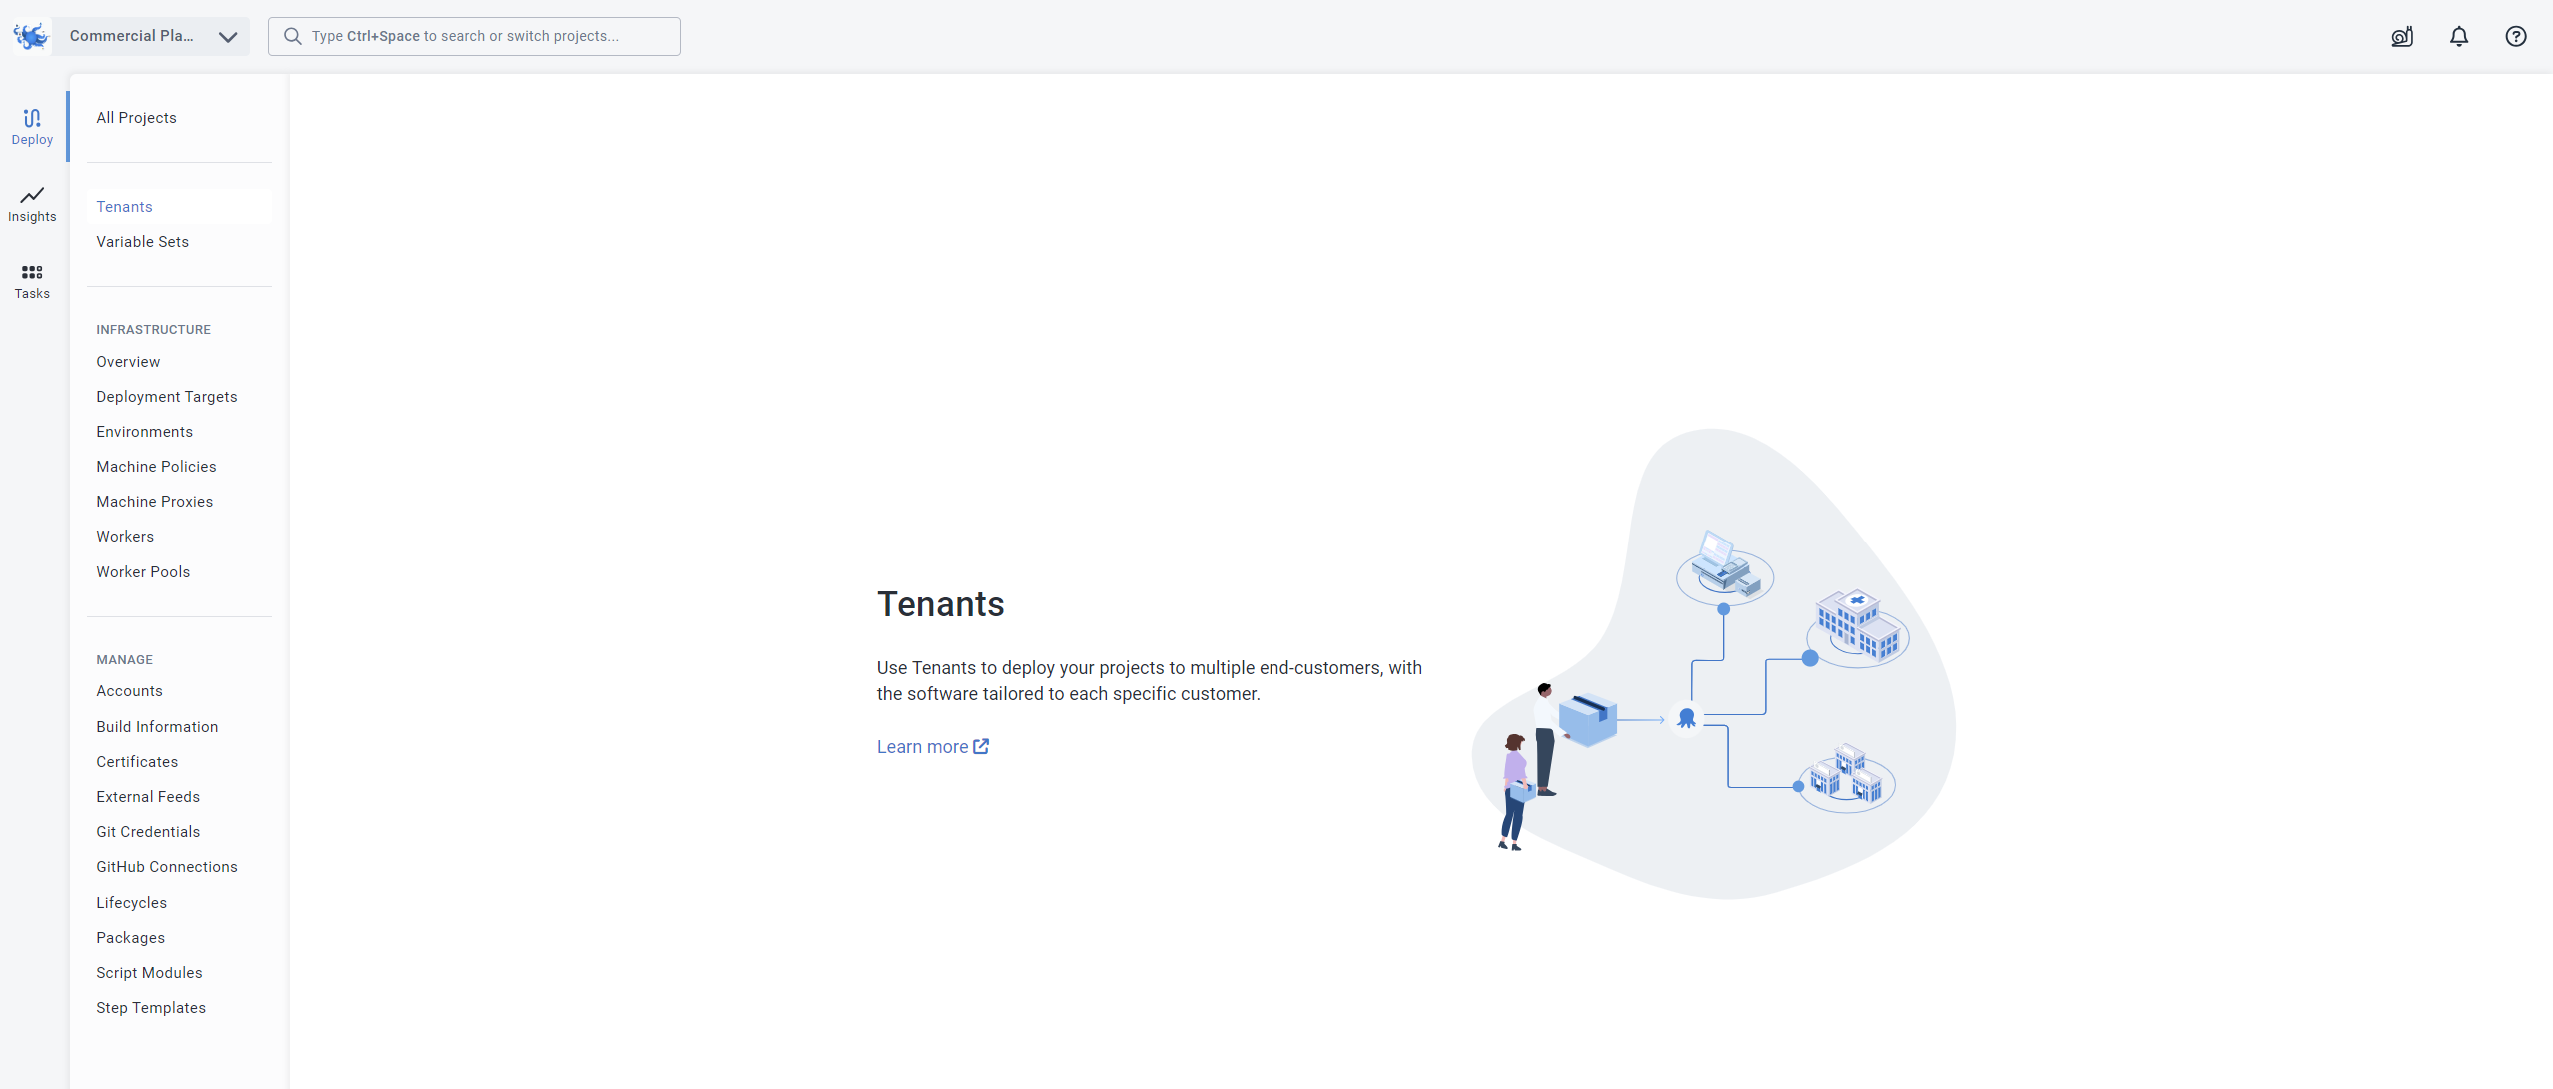 Commercial Pla...
Type Ctrl+Space to search or switch projects...
Deploy
Insights
Tasks
All Projects
Tenants
Variable Sets
INFRASTRUCTURE
Overview
Deployment Targets
Environments
Machine Policies
Machine Proxies
Workers
Worker Pools
MANAGE
Accounts
Build Information
Certificates
External Feeds
Git Credentials
GitHub Connections
Lifecycles
Packages
Script Modules
Step Templates
Tenants
Use Tenants to deploy your projects to multiple end-customers, with
the software tailored to each specific customer.
Learn more